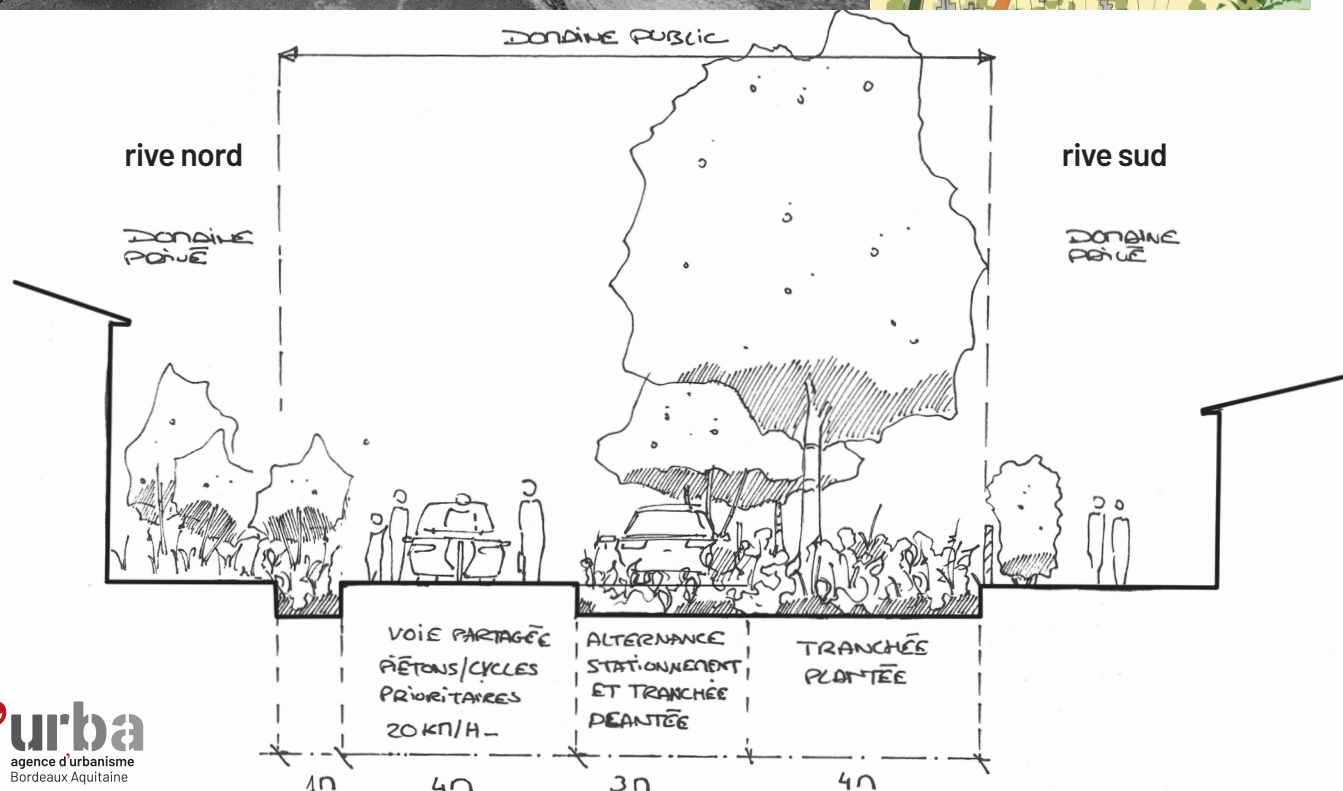 DOMAINE PUBLIC
rive nord
rive sud
DOMAINE
PRIVÉ
DOMAINE
PRIVÉ
VOIE PARTAGÉE
PIÉTONS/CYCLES
PRIORITAIRES
20 KM/H_
ALTERNANCE
STATIONNEMENT
ET TRANCHÉE
PLANTÉE
TRANCHÉE
PLANTÉE
1M
4M
3M
4M
urba
agence d'urbanisme
Bordeaux Aquitaine